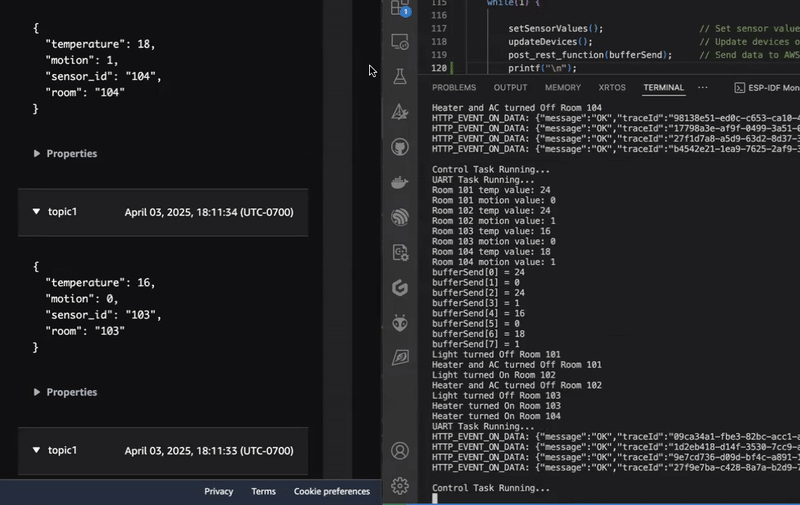 {
"temperature": 18,
"motion": 1,
"sensor_id": "104",
"room": "104"
}
Properties
topic1
April 03, 2025, 18:11:34 (UTC-0700)
{
"temperature": 16,
"motion": 0,
"sensor_id": "103",
"room": "103"
}
Properties
topic1
April 03, 2025, 18:11:33 (UTC-0700)
Privacy Terms Cookie preferences
1
115 while(1) {
116
117 setSensorValues(); // Set sensor value
118 updateDevices(); // Update devices o
119 post_rest_function(bufferSend); // Send data to AWS
120 printf("\n");
PROBLEMS OUTPUT MEMORY XRTOS TERMINAL ... ESP-IDF Mon
Heater and AC turned Off Room 104
HTTP_EVENT_ON_DATA: {"message":"OK","traceId":"98138e51-ed0c-c653-ca10-4
HTTP_EVENT_ON_DATA: {"message":"OK","traceId":"17798a3e-af9f-0499-3a51-6
HTTP_EVENT_ON_DATA: {"message":"OK","traceId":"27f1d7a8-a5d9-63d2-8d37-3
HTTP_EVENT_ON_DATA: {"message":"OK","traceId":"b4542e21-1ea9-7625-2af9-3
Control Task Running...
UART Task Running...
Room 101 temp value: 24
Room 101 motion value: 0
Room 102 temp value: 24
Room 102 motion value: 1
Room 103 temp value: 16
Room 103 motion value: 0
Room 104 temp value: 18
Room 104 motion value: 1
bufferSend[0] = 24
bufferSend[1] = 0
bufferSend[2] = 24
bufferSend[3] = 1
bufferSend[4] = 16
bufferSend[5] = 0
bufferSend[6] = 18
bufferSend[7] = 1
Light turned Off Room 101
Heater and AC turned Off Room 101
Light turned On Room 102
Heater and AC turned Off Room 102
Light turned Off Room 103
Heater turned On Room 103
Heater turned On Room 104
UART Task Running...
HTTP_EVENT_ON_DATA: {"message":"OK","traceId":"09ca34a1-fbe3-82bc-acc1-a
HTTP_EVENT_ON_DATA: {"message":"OK","traceId":"1d2eb418-d14f-3530-7cc9-a
HTTP_EVENT_ON_DATA: {"message":"OK","traceId":"9e7cd736-d09d-bf4c-a891-1
HTTP_EVENT_ON_DATA: {"message":"OK","traceId":"27f9e7ba-c428-8a7a-b2d9-7
Control Task Running...